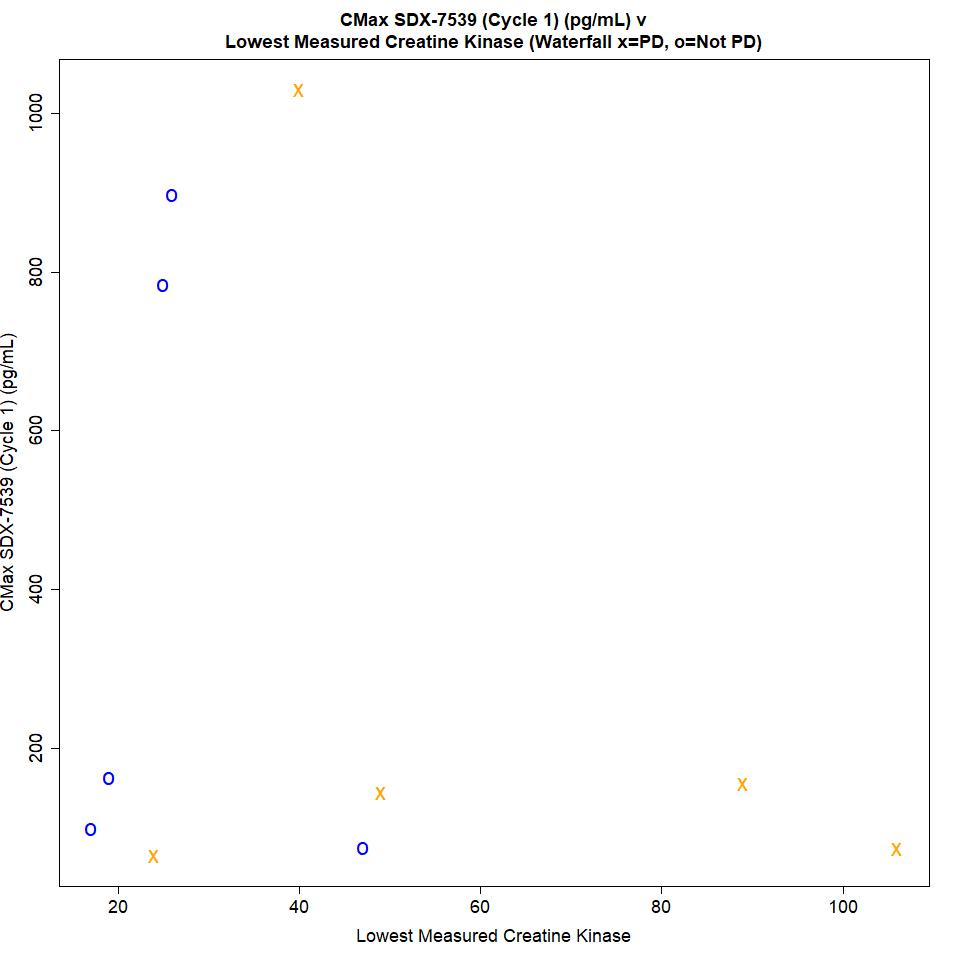 CMax SDX-7539 (Cycle 1) (pg/mL) v
Lowest Measured Creatine Kinase (Waterfall x=PD, o=Not PD)
CMax SDX-7539 (Cycle 1) (pg/mL)
1000
800
600
400
200
X
O
O
O
X
X
O
X
O
X
20
40
60
80
100
Lowest Measured Creatine Kinase